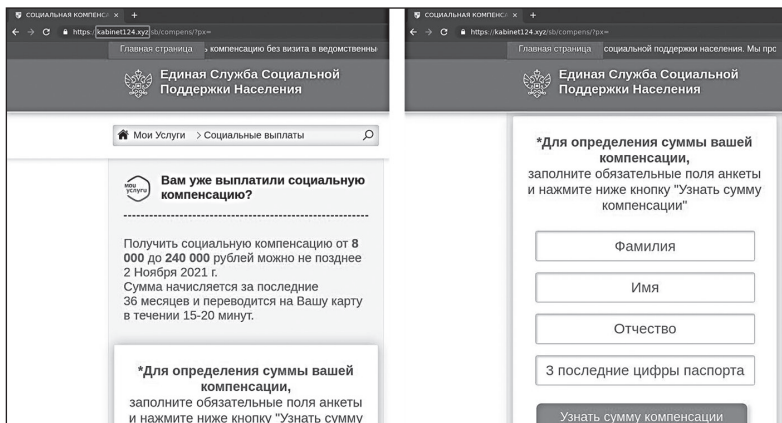 СОЦИАЛЬНАЯ КОМПЕНС
https://kabinet124.xyz/sb/compens/?px=
Главная страница компенсацию без визита в ведомственны
Единая Служба Социальной
Поддержки Населения
Мои Услуги > Социальные выплаты
мои услуги
Вам уже выплатили социальную
компенсацию?
Получить социальную компенсацию от 8
000 до 240 000 рублей можно не позднее
2 Ноября 2021 г.
Сумма начисляется за последние
36 месяцев и переводится на Вашу карту
в течении 15-20 минут.
*Для определения суммы вашей
компенсации,
заполните обязательные поля анкеты
и нажмите ниже кнопку "Узнать сумму
СОЦИАЛЬНАЯ КОМПЕНС
https://kabinet124.xyz/sb/compens/?px=
Главная страница социальной поддержки населения. Мы прс
Единая Служба Социальной
Поддержки Населения
*Для определения суммы вашей
компенсации,
заполните обязательные поля анкеты
и нажмите ниже кнопку "Узнать сумму
компенсации"
Фамилия
Имя
Отчество
3 последние цифры паспорта
Узнать сумму компенсации